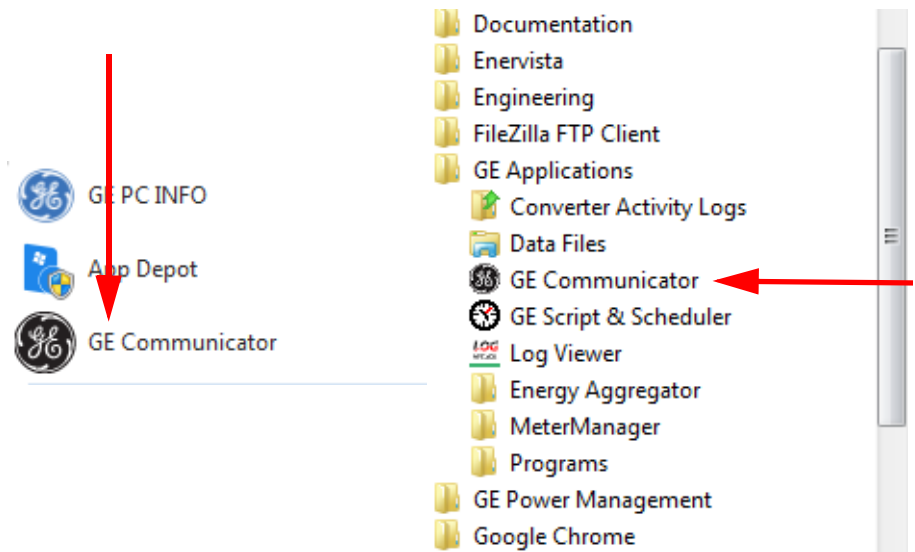 GE PC INFO
App Depot
GE Communicator
Documentation
Enervista
Engineering
FileZilla FTP Client
GE Applications
Converter Activity Logs
Data Files
GE Communicator
GE Script & Scheduler
LOG
Log Viewer
Energy Aggregator
MeterManager
Programs
GE Power Management
Google Chrome